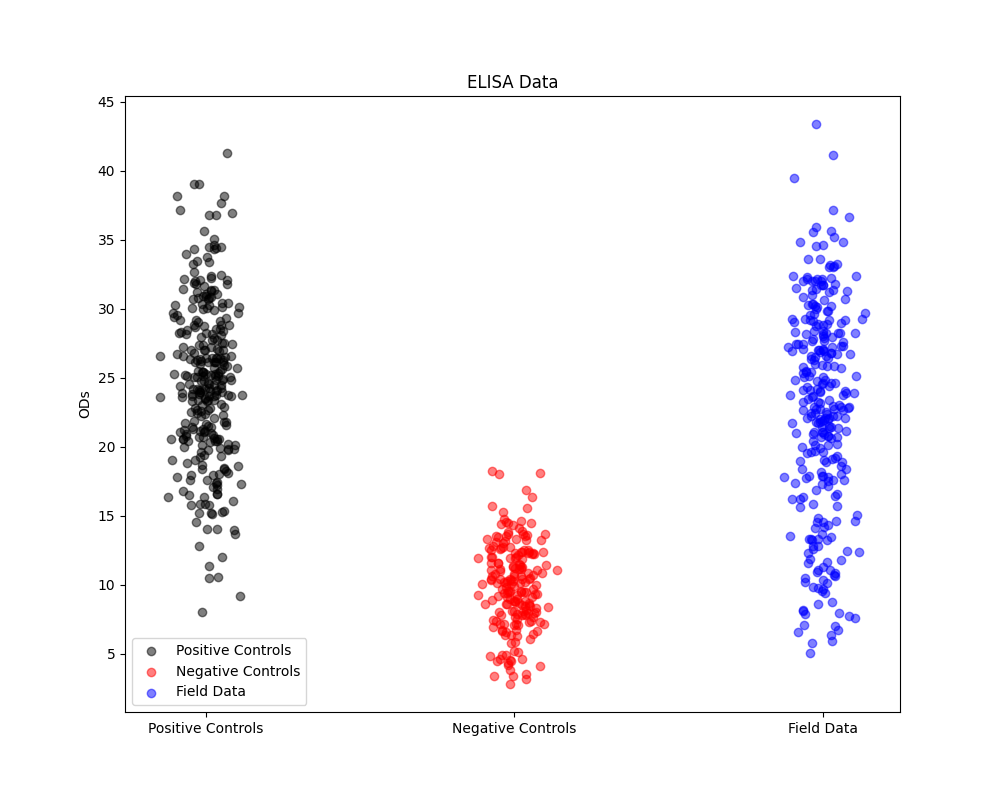 ELISA Data
45
40
35
30
25
20
15
10
5
ODs
Positive Controls
Negative Controls
Field Data
Positive Controls
Negative Controls
Field Data